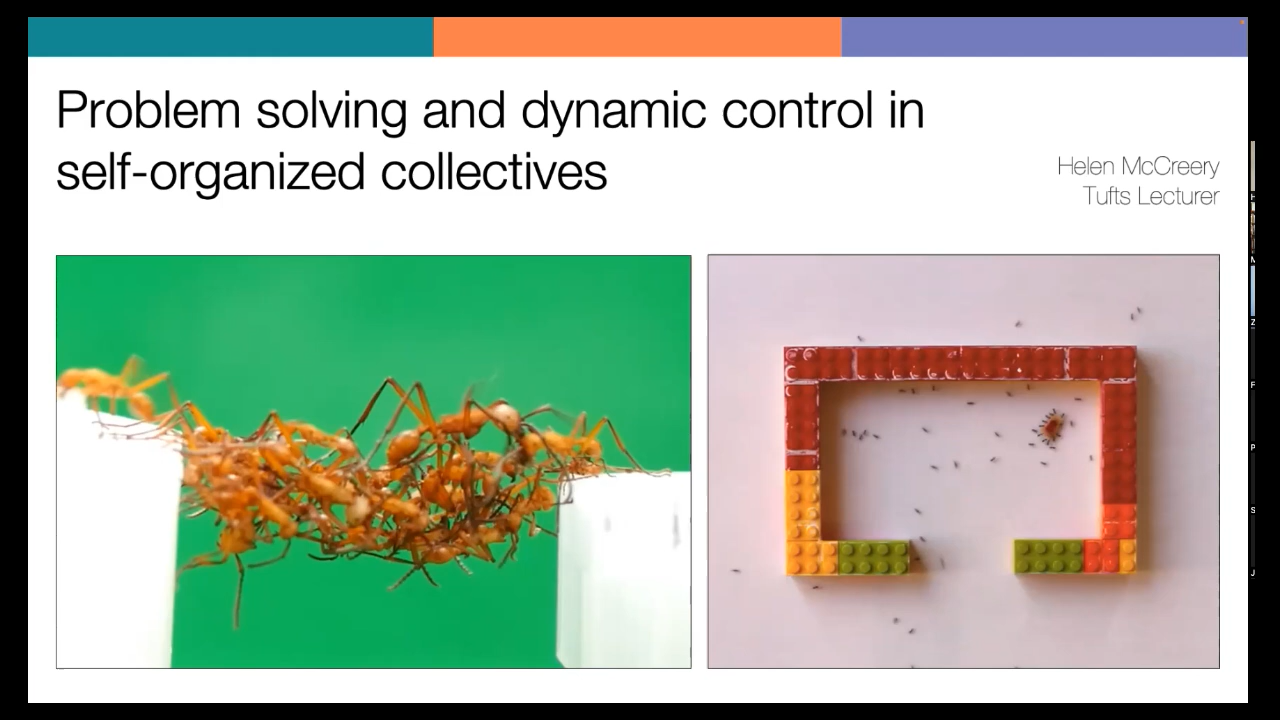 Problem solving and dynamic control in
self-organized collectives
Helen McCreery
Tufts Lecturer